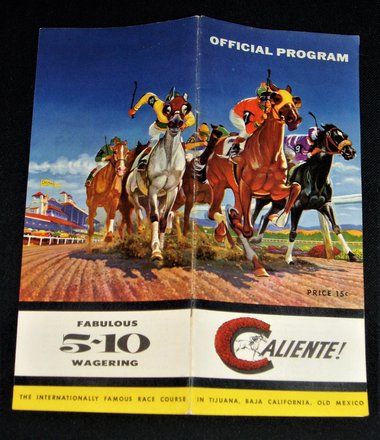 OFFICIAL PROGRAM
PRICE 15¢
FABULOUS
5-10
WAGERING
CALIENTE!
THE INTERNATIONALLY FAMOUS RACE COURSE IN TIJUANA, BAJA CALIFORNIA, OLD MEXICO